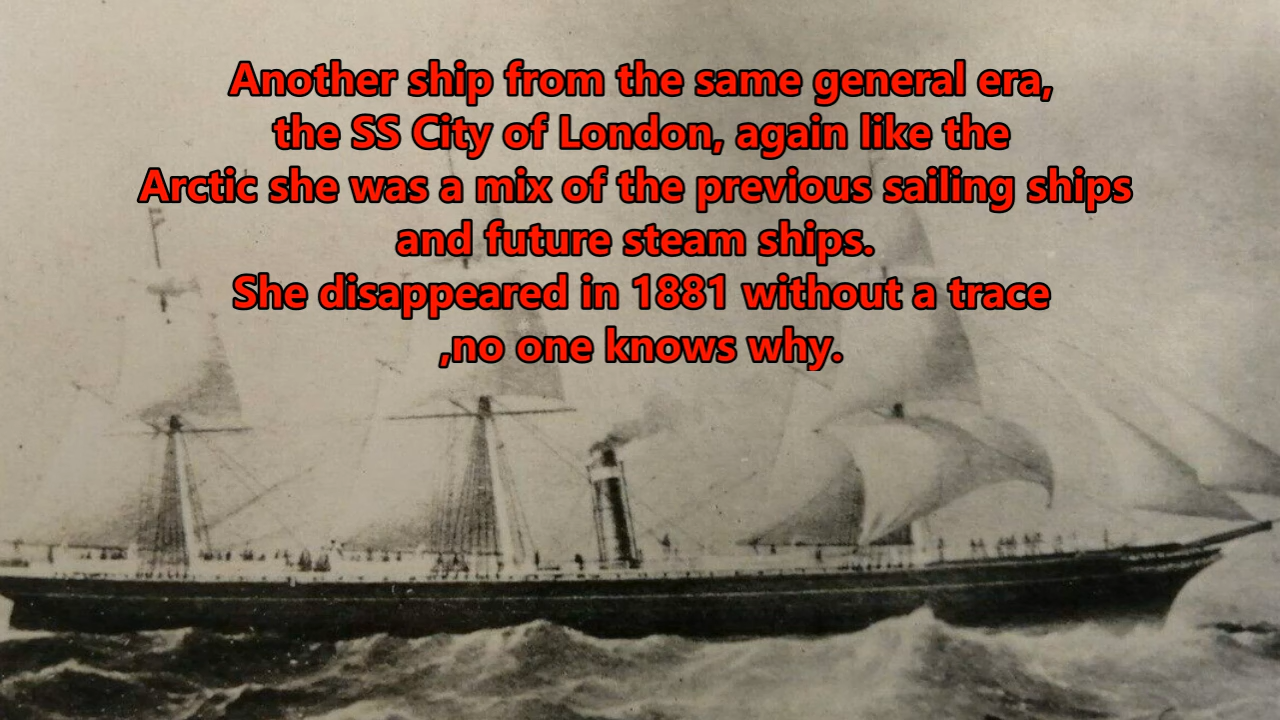 Another ship from the same general era,
the SS City of London, again like the
Arctic she was a mix of the previous sailing ships
and future steam ships.
She disappeared in 1881 without a trace
,no one knows why.